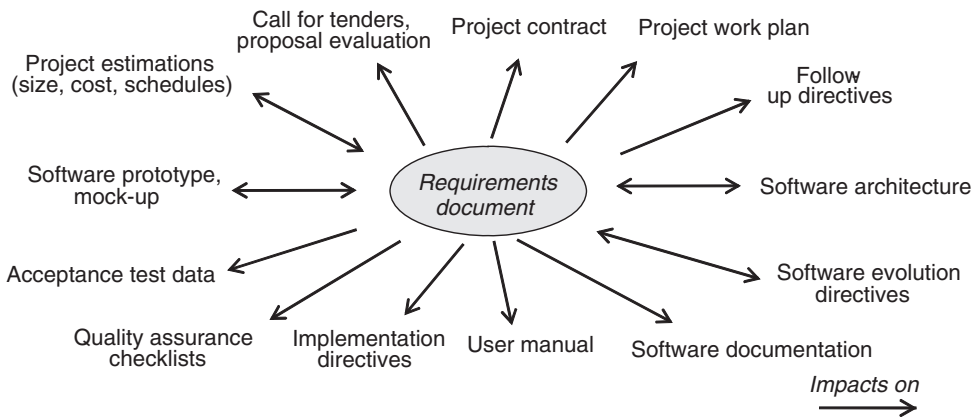 Call for tenders,
proposal evaluation
Project contract
Project work plan
Project estimations
(size, cost, schedules)
Follow
up directives
Software prototype,
mock-up
Requirements
document
Software architecture
Acceptance test data
Software evolution
directives
Quality assurance
checklists
Implementation
directives
User manual
Software documentation
Impacts on